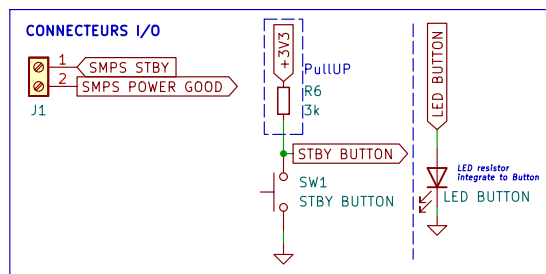 CONNECTEURS I/O
1
SMPS STBY
2
SMPS POWER GOOD
J1
+3V3
PullUP
R6
3k
STBY BUTTON
SW1
STBY BUTTON
LED BUTTON
LED resistor
integrate to Button
LED BUTTON